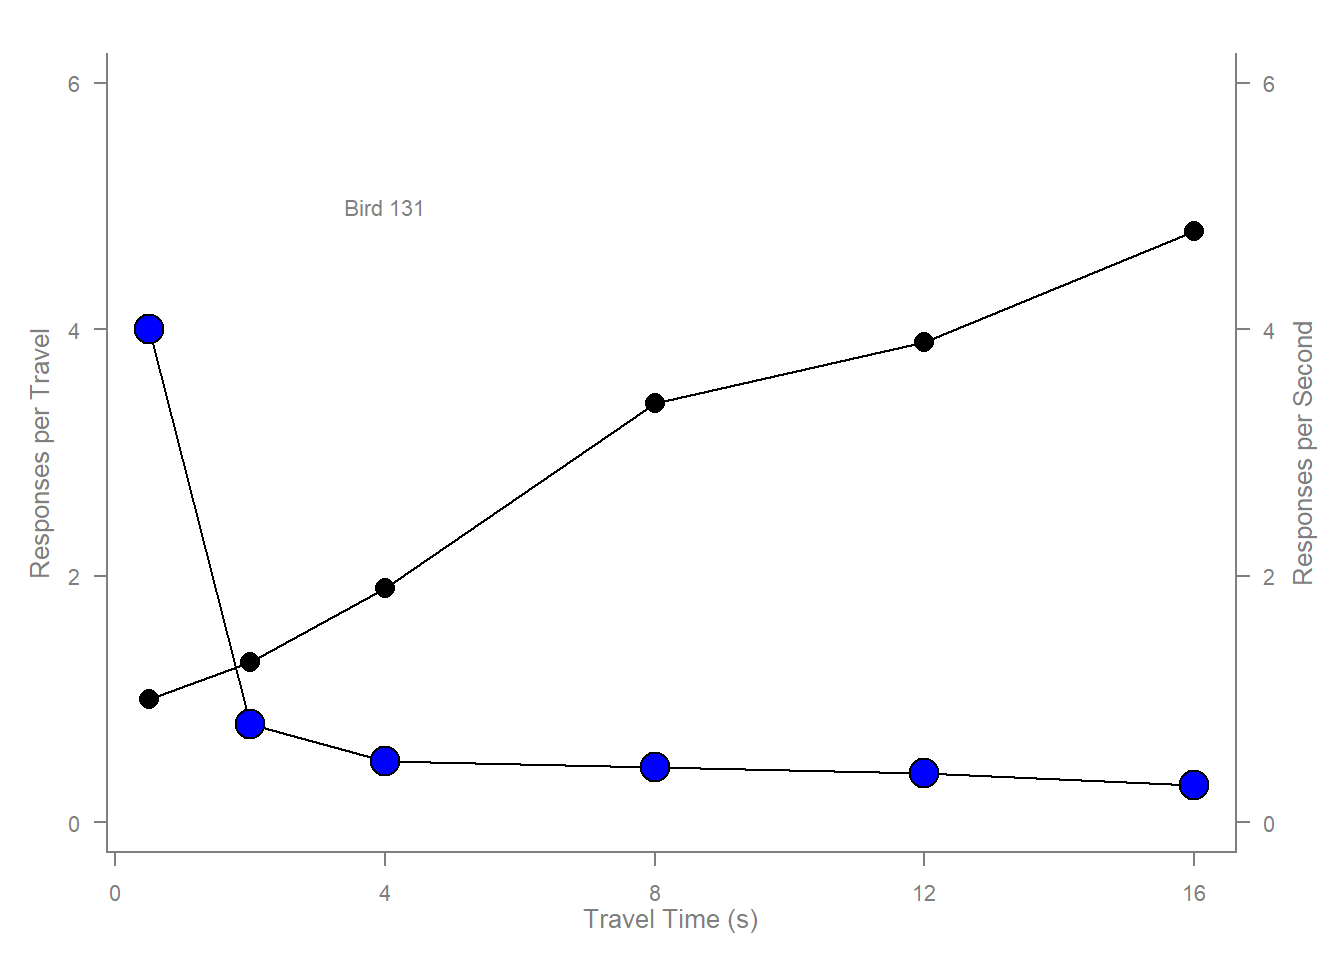 Bird 131
Responses per Travel
6
4
2
0
Responses per Second
6
4
2
0
0 4 8 12 16
Travel Time (s)